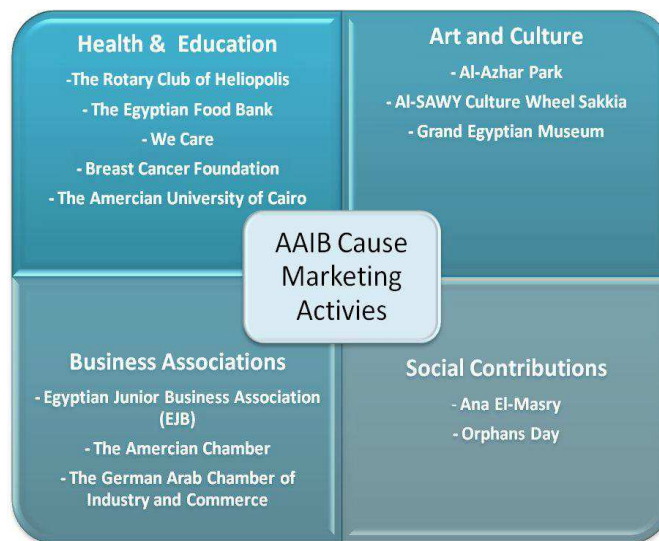 Health & Education
-The Rotary Club of Heliopolis
- The Egyptian Food Bank
- We Care
- Breast Cancer Foundation
- The Amercian University of Cairo
Art and Culture
- Al-Azhar Park
- Al-SAWY Culture Wheel Sakkia
- Grand Egyptian Museum
AAIB Cause
Marketing
Activies
Business Associations
- Egyptian Junior Business Association
(EJB)
- The Amercian Chamber
- The German Arab Chamber of
Industry and Commerce
Social Contributions
- Ana El-Masry
- Orphans Day